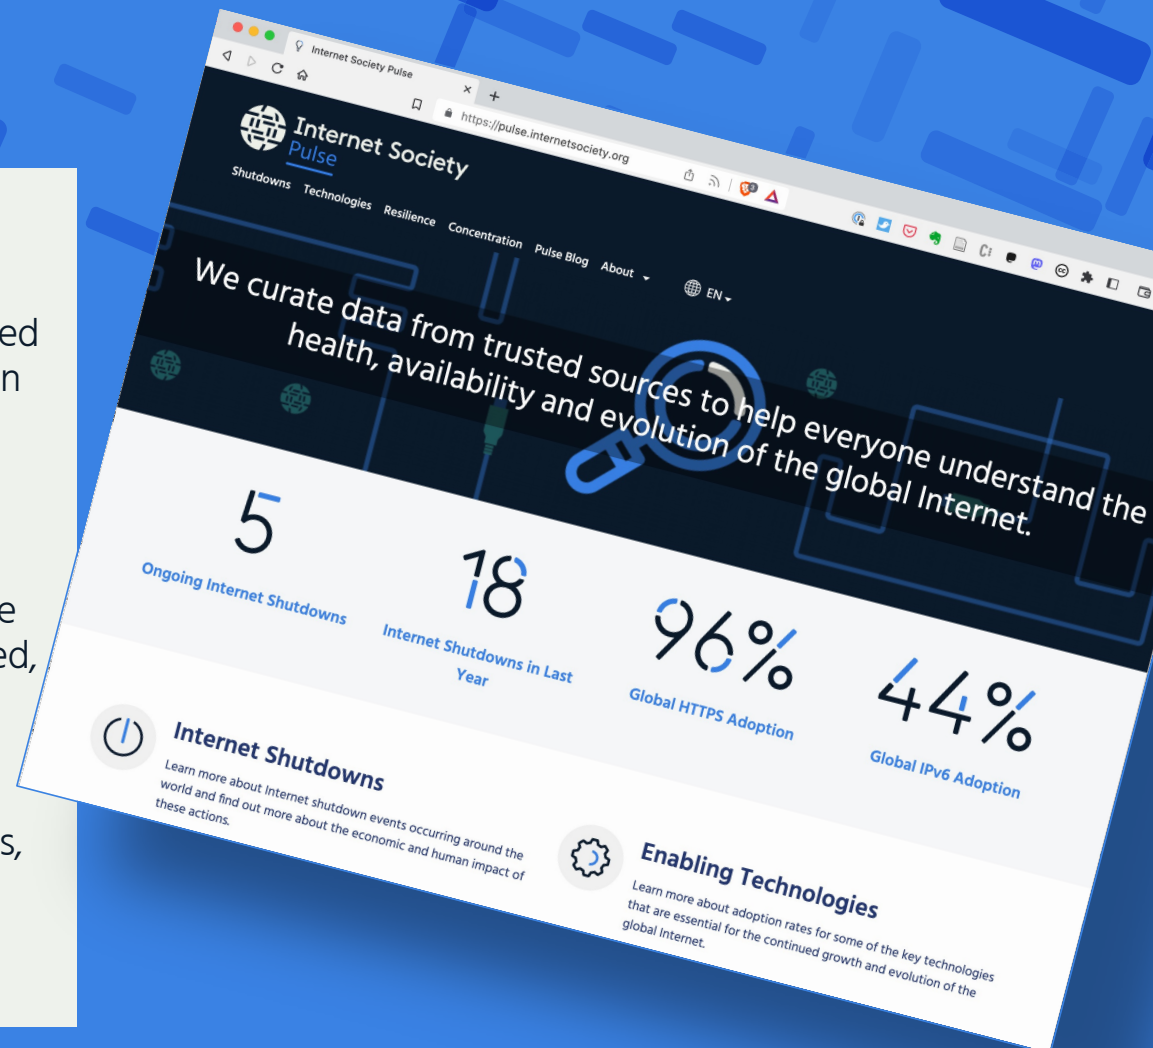 ed
n
e
ed,
s,
Internet Society Pulse
https://pulse.internetsociety.org
Internet Society
Pulse
Shutdowns Technologies Resilience Concentration Pulse Blog About EN
We curate data from trusted sources to help everyone understand the
health, availability and evolution of the global Internet.
5
Ongoing Internet Shutdowns
18
Internet Shutdowns in Last
Year
96%
Global HTTPS Adoption
44%
Global IPv6 Adoption
Internet Shutdowns
Learn more about Internet shutdown events occurring around the
world and find out more about the economic and human impact of
these actions.
Enabling Technologies
Learn more about adoption rates for some of the key technologies
that are essential for the continued growth and evolution of the
global Internet.